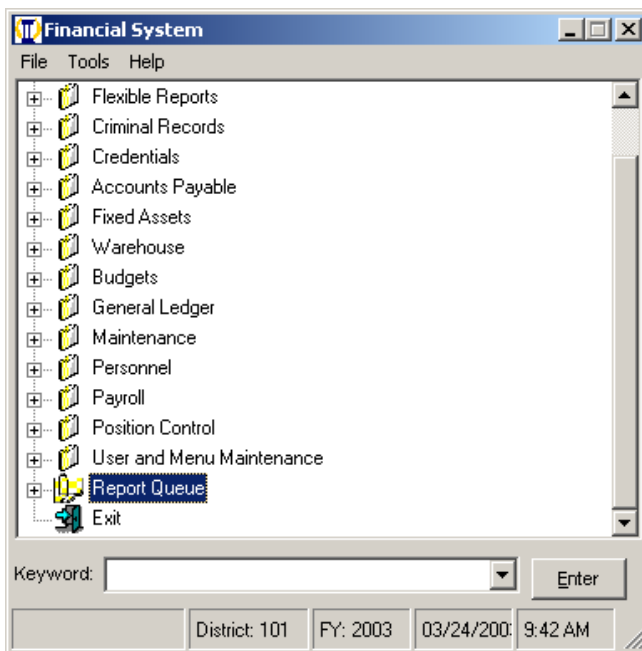 Financial System
File Tools Help
Flexible Reports
Criminal Records
Credentials
Accounts Payable
Fixed Assets
Warehouse
Budgets
General Ledger
Maintenance
Personnel
Payroll
Position Control
User and Menu Maintenance
Report Queue
Exit
Keyword: Enter
District: 101 FY: 2003 03/24/200 9:42 AM